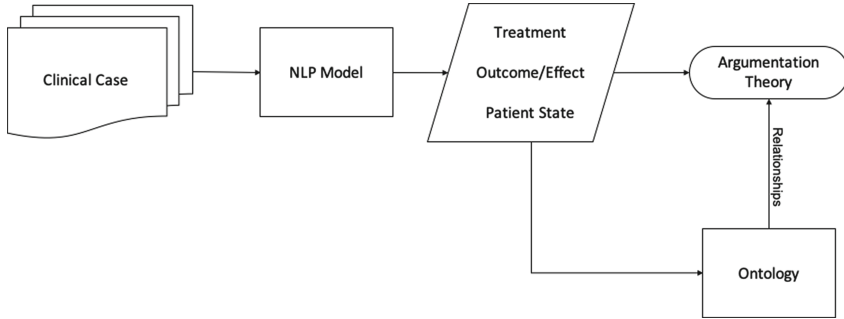 Clinical Case
NLP Model
Treatment
Outcome/Effect
Patient State
Argumentation
Theory
Relationships
Ontology